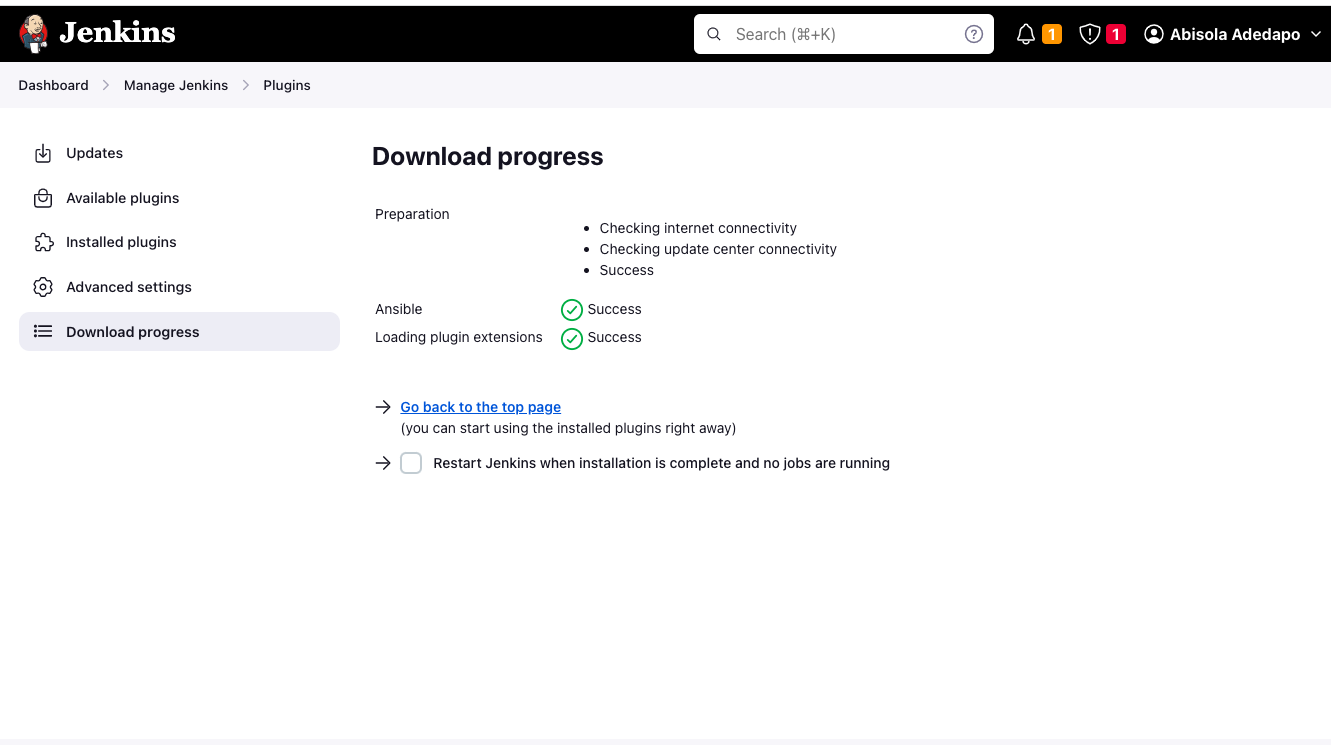 Jenkins
Search (⌘+K)
?
1
1
Abisola Adedapo
Dashboard
Manage Jenkins
Plugins
Updates
Available plugins
Installed plugins
Advanced settings
Download progress
Download progress
Preparation
Checking internet connectivity
Checking update center connectivity
Success
Ansible Success
Loading plugin extensions Success
Go back to the top page
(you can start using the installed plugins right away)
Restart Jenkins when installation is complete and no jobs are running